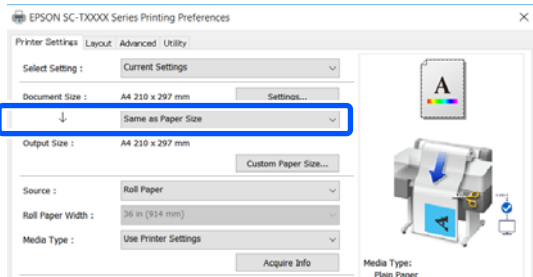 EPSON SC-TXXXX Series Printing Preferences
Printer Settings Layout Advanced Utility
Select Setting : Current Settings
Document Size : A4 210 x 297 mm Settings...
↓ Same as Paper Size
Output Size : A4 210 x 297 mm
Custom Paper Size...
Source : Roll Paper
Roll Paper Width : 36 in (914 mm)
Media Type : Use Printer Settings
Acquire Info
A
A
Media Type:
Plain Paper